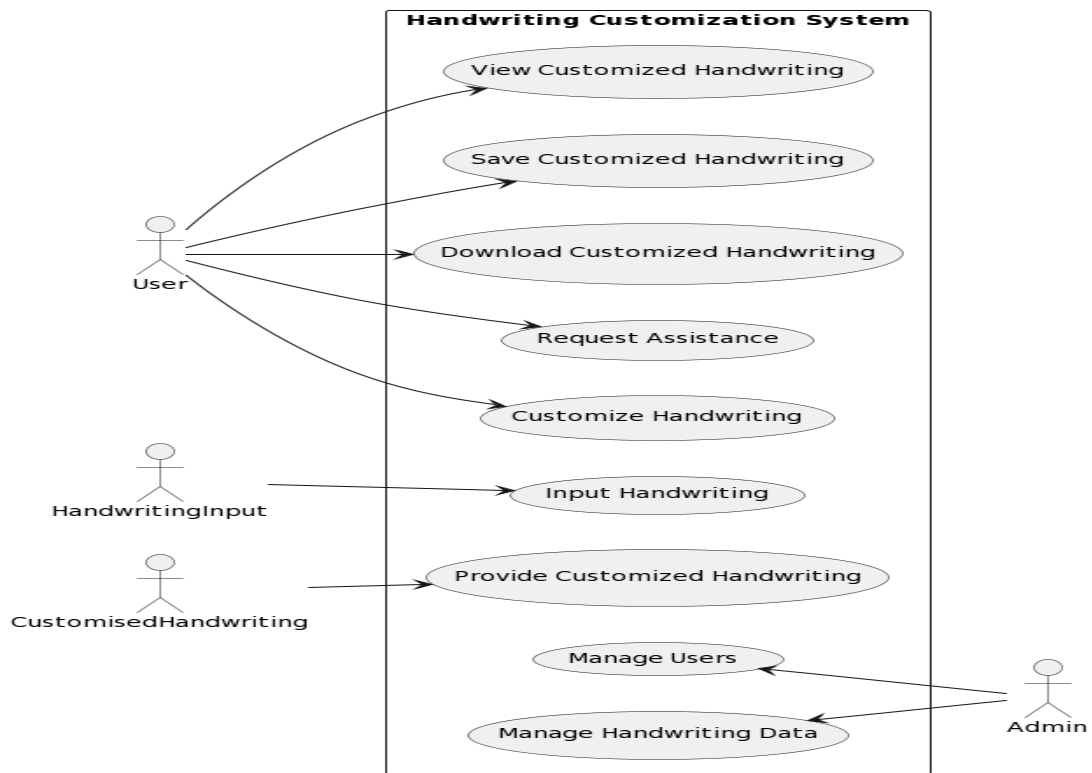 Handwriting Customization System
View Customized Handwriting
Save Customized Handwriting
Download Customized Handwriting
User
Request Assistance
Customize Handwriting
Input Handwriting
HandwritingInput
Provide Customized Handwriting
CustomisedHandwriting
Manage Users
Admin
Manage Handwriting Data